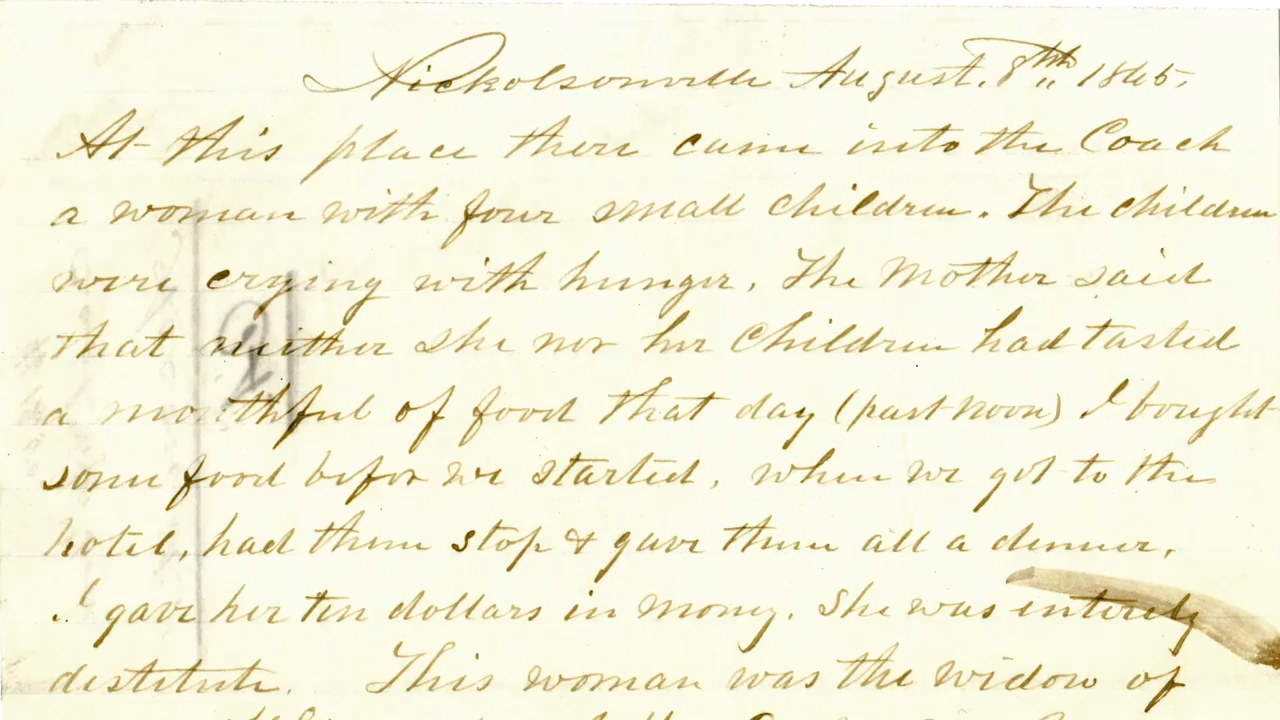 Nickolsonville August. 8th 1865.
At this place there came into the Coach
a woman with four small children. The children
were crying with hunger. The Mother said
that neither she nor her Children had tasted
a mouthful of food that day (past noon) I bought
some food befor we started, when we got to the
hotel, had them stop & gave them all a dinner,
I gave her ten dollars in money. She was entirely
destitute. This woman was the widow of